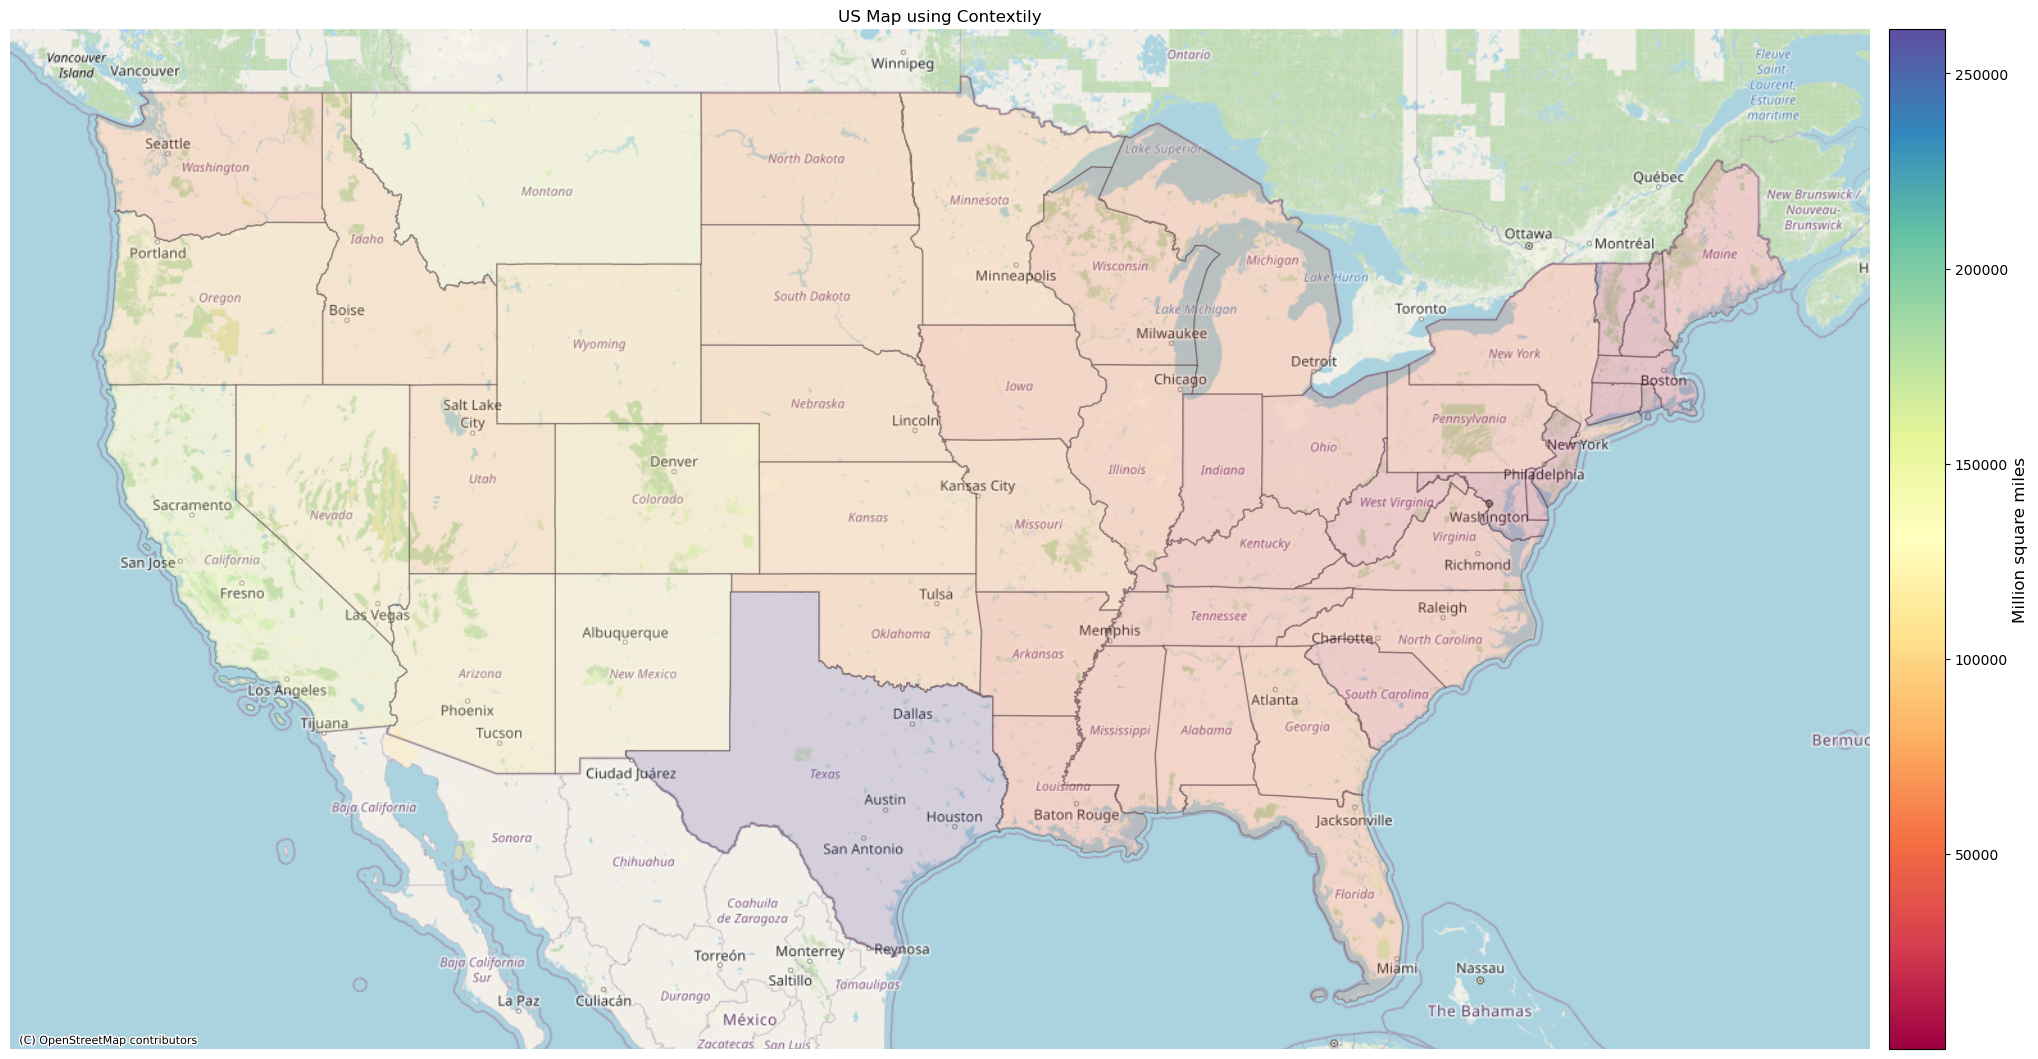 US Map using Contextily
Vancouver
Island
Vancouver
Winnipeg
Ontario
Fleuve
Saint-
Laurent,
Estuaire
maritime
Seattle
Washington
Montana
North Dakota
Minnesota
Lake Superior
Québec
New Brunswick /
Nouveau-
Brunswick
Portland
Idaho
Ottawa
Montréal
Maine
H
Oregon
Boise
South Dakota
Minneapolis
Wisconsin
Michigan
Lake Huron
Lake Michigan
Toronto
Wyoming
Milwaukee
New York
Detroit
Chicago
Boston
Iowa
Salt Lake
City
Nebraska
Lincoln
Pennsylvania
New York
Ohio
Denver
Utah
Colorado
Illinois
Indiana
Philadelphia
Kansas City
Sacramento
Nevada
Kansas
Missouri
West Virginia
Washington
Virginia
Kentucky
San Jose
California
Richmond
Fresno
Las Vegas
Tulsa
Raleigh
Albuquerque
Oklahoma
Memphis
Tennessee
Charlotte
North Carolina
Arkansas
Arizona
New Mexico
Los Angeles
South Carolina
Phoenix
Atlanta
Tijuana
Tucson
Dallas
Mississippi
Alabama
Georgia
Bermud
Ciudad Juárez
Texas
Louisiana
Baja California
Austin
Houston
Baton Rouge
Jacksonville
Sonora
San Antonio
Chihuahua
Florida
Coahuila
de Zaragoza
Reynosa
Torreón
Monterrey
Baja California
Sur
Saltillo
Tamaulipas
Miami
Nassau
La Paz
Culiacán
Durango
The Bahamas
México
Zacatecas
San Luis
(C) OpenStreetMap contributors
250000
200000
150000
100000
50000
Million square miles